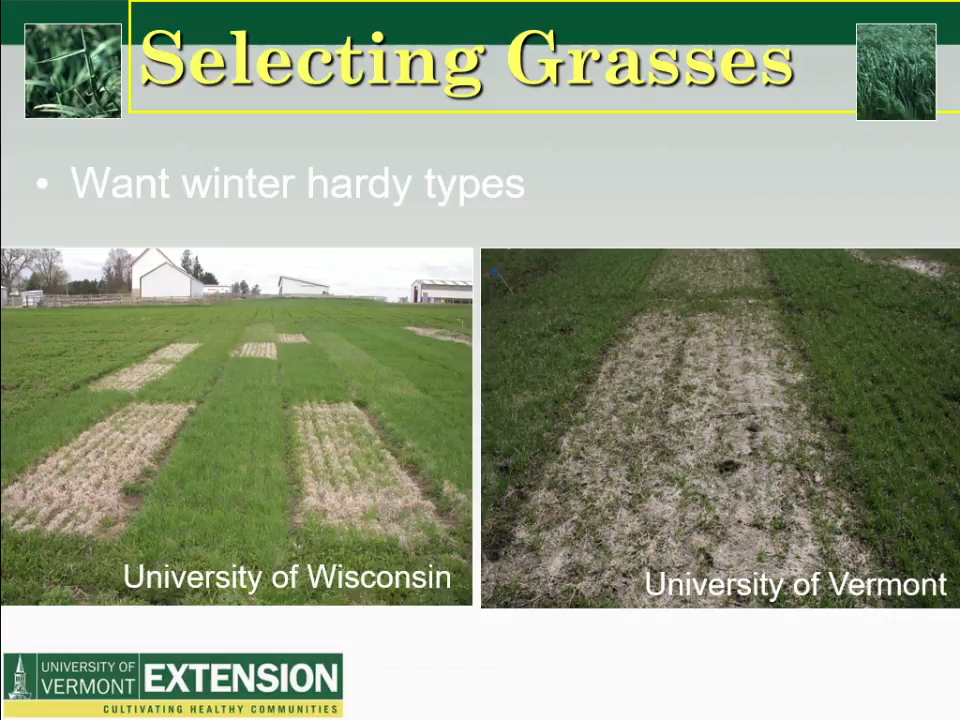 Selecting Grasses
• Want winter hardy types
University of Wisconsin
University of Vermont
UNIVERSITY OF
VERMONT
EXTENSION
CULTIVATING HEALTHY COMMUNITIES